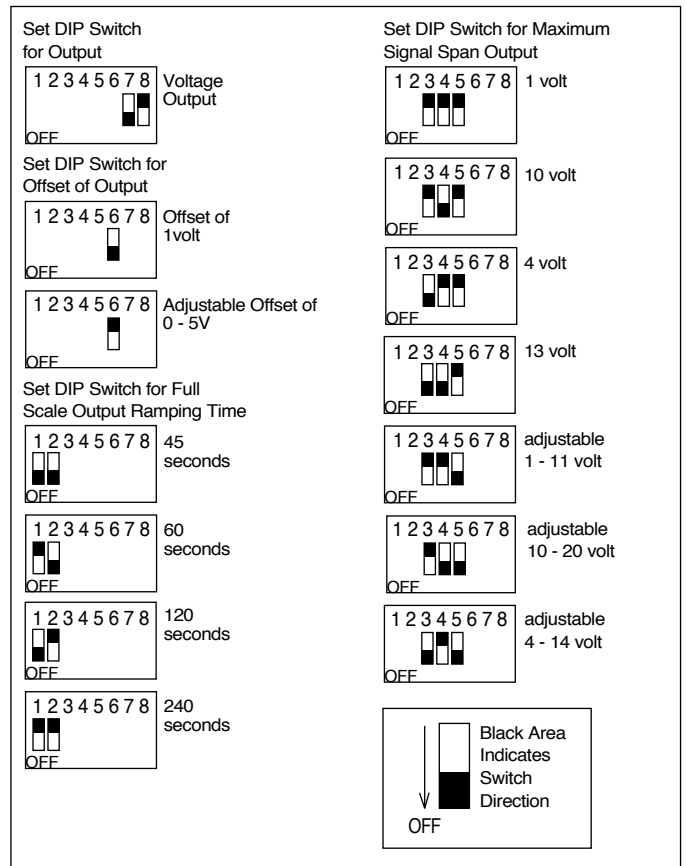 Set DIP Switch
for Output
1 2 3 4 5 6 7 8
Voltage
Output
OFF
Set DIP Switch for
Offset of Output
1 2 3 4 5 6 7 8
Offset of
1volt
OFF
1 2 3 4 5 6 7 8
Adjustable Offset of
0 - 5V
OFF
Set DIP Switch for Full
Scale Output Ramping Time
1 2 3 4 5 6 7 8
45
seconds
OFF
1 2 3 4 5 6 7 8
60
seconds
OFF
1 2 3 4 5 6 7 8
120
seconds
OFF
1 2 3 4 5 6 7 8
240
seconds
OFF
Set DIP Switch for Maximum
Signal Span Output
1 2 3 4 5 6 7 8
1 volt
OFF
1 2 3 4 5 6 7 8
10 volt
OFF
1 2 3 4 5 6 7 8
4 volt
OFF
1 2 3 4 5 6 7 8
13 volt
OFF
1 2 3 4 5 6 7 8
adjustable
1 - 11 volt
OFF
1 2 3 4 5 6 7 8
adjustable
10 - 20 volt
OFF
1 2 3 4 5 6 7 8
adjustable
4 - 14 volt
OFF
Black Area
Indicates
Switch
Direction
OFF